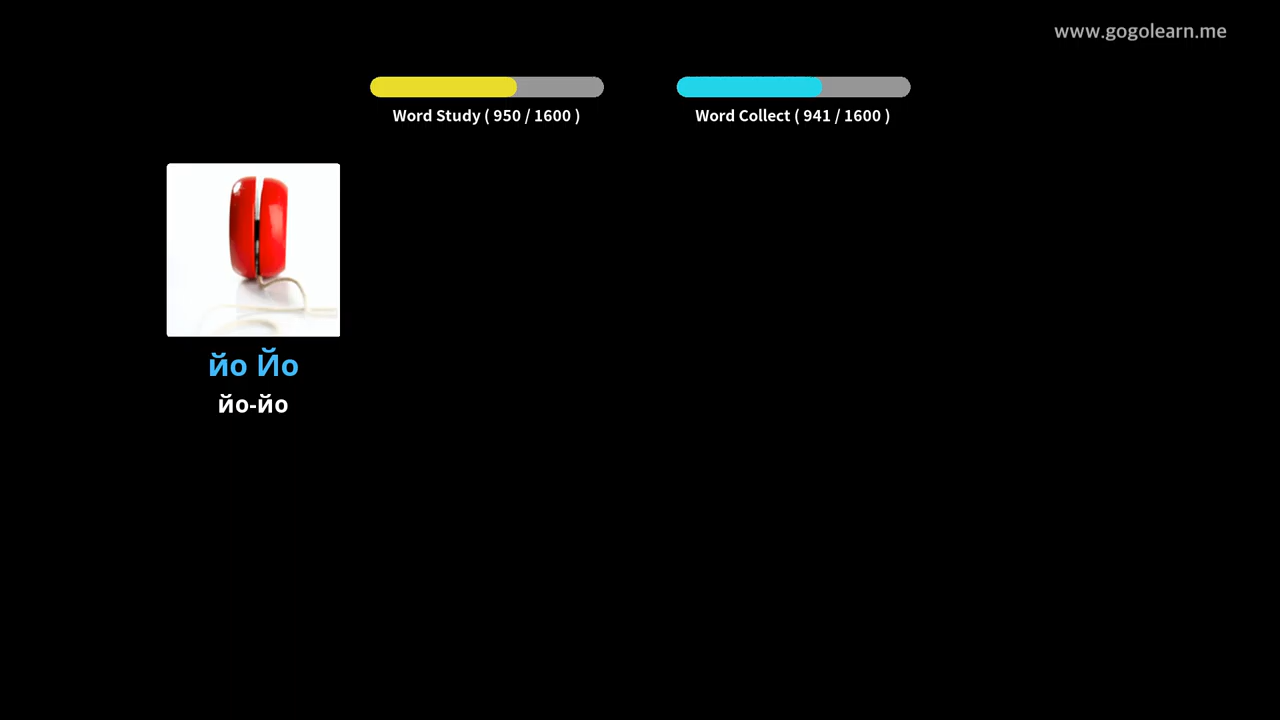 www.gogolearn.me
Word Study ( 950 / 1600 )
Word Collect ( 941 / 1600 )
йо Йо
йо-йо